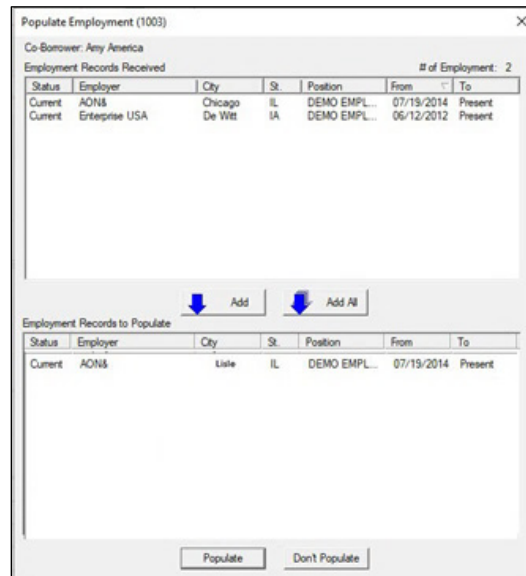 Populate Employment (1003)
Co-Borrower: Amy America
Employment Records Received # of Employment: 2
Status Employer City St. Position From To
Current AON& Chicago IL DEMO EMPL... 07/19/2014 Present
Current Enterprise USA De Witt IA DEMO EMPL... 06/12/2012 Present
Add Add All
Employment Records to Populate
Status Employer City St. Position From To
Current AON& Lisle IL DEMO EMPL... 07/19/2014 Present
Populate Don't Populate